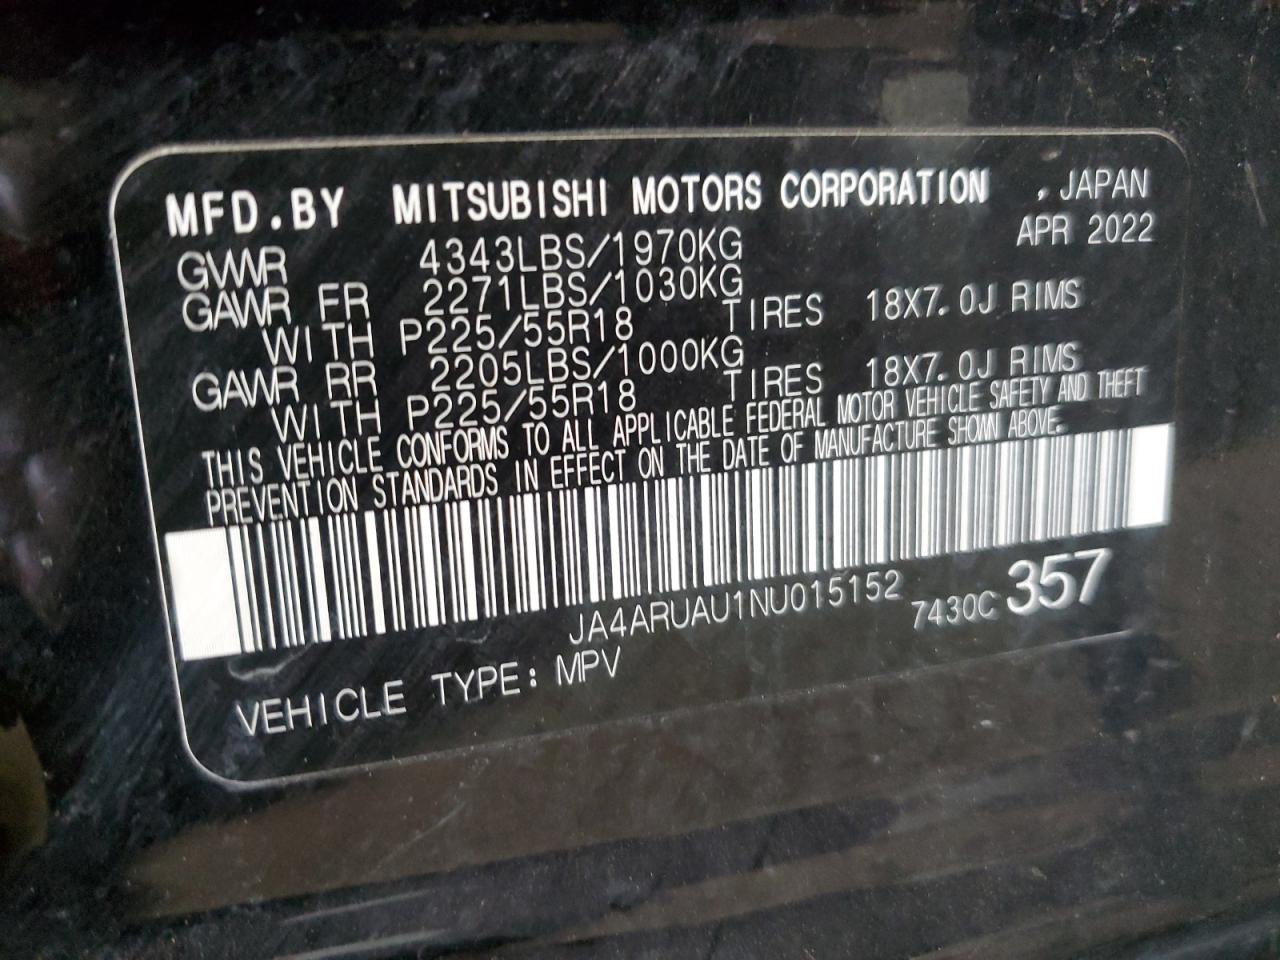 MFD.BY MITSUBISHI MOTORS CORPORATION , JAPAN
APR 2022
GVWR 4343LBS/1970KG
GAWR FR 2271LBS/1030KG
WITH P225/55R18 TIRES 18X7.0J RIMS
GAWR RR 2205LBS/1000KG
WITH P225/55R18 TIRES 18X7.0J RIMS
THIS VEHICLE CONFORMS TO ALL APPLICABLE FEDERAL MOTOR VEHICLE SAFETY AND THEFT
PREVENTION STANDARDS IN EFFECT ON THE DATE OF MANUFACTURE SHOWN ABOVE.
JA4ARUAU1NU015152 7430C 357
VEHICLE TYPE: MPV